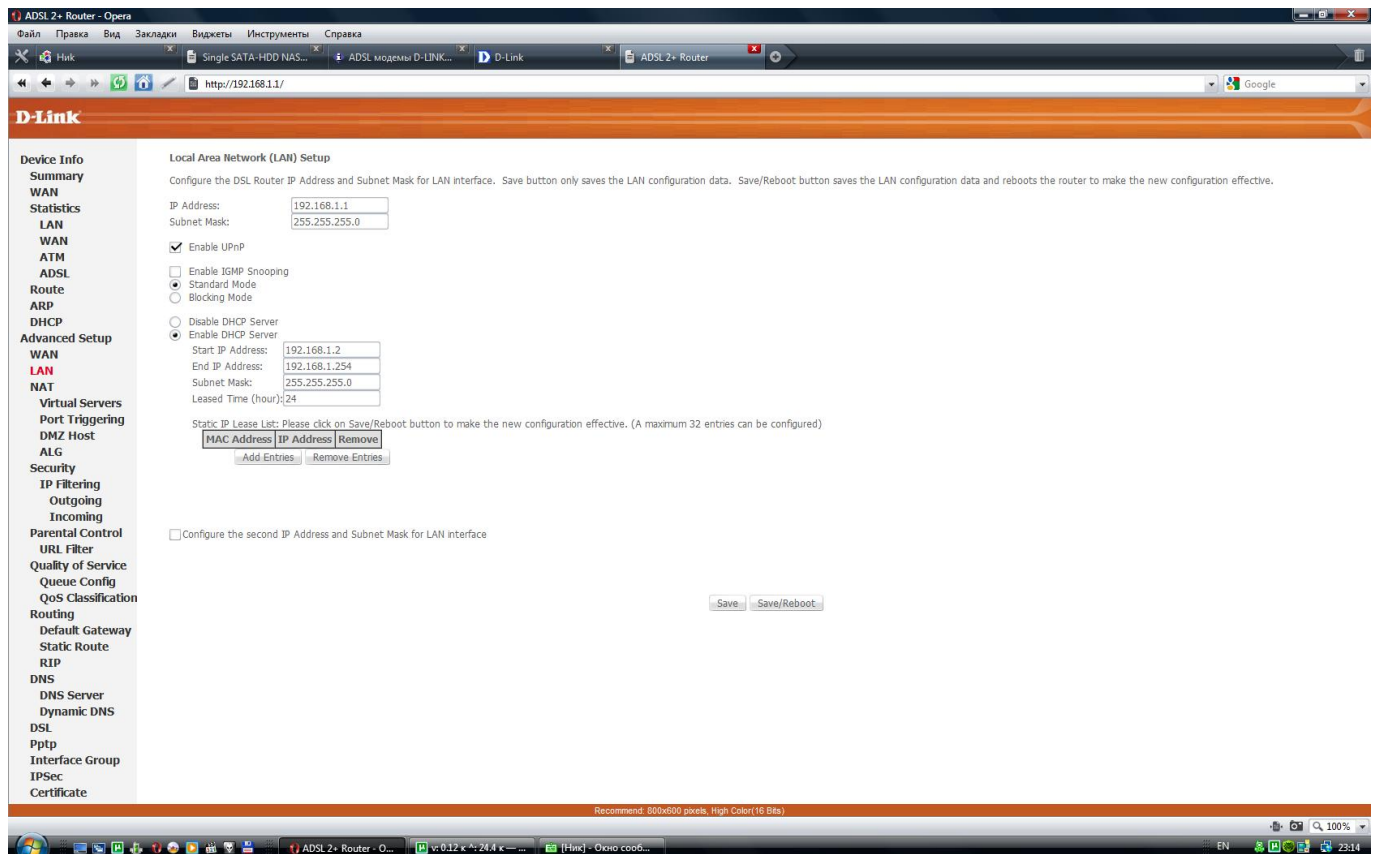 ADSL 2+ Router - Opera
Файл Правка Вид Закладки Виджеты Инструменты Справка
Ник
Single SATA-HDD NAS...
ADSL модемы D-LINK...
D-Link
ADSL 2+ Router
http://192.168.1.1/
Google
D-Link
Device Info
Summary
WAN
Statistics
LAN
WAN
ATM
ADSL
Route
ARP
DHCP
Advanced Setup
WAN
LAN
NAT
Virtual Servers
Port Triggering
DMZ Host
ALG
Security
IP Filtering
Outgoing
Incoming
Parental Control
URL Filter
Quality of Service
Queue Config
QoS Classification
Routing
Default Gateway
Static Route
RIP
DNS
DNS Server
Dynamic DNS
DSL
Pptp
Interface Group
IPSec
Certificate
Local Area Network (LAN) Setup
Configure the DSL Router IP Address and Subnet Mask for LAN interface. Save button only saves the LAN configuration data. Save/Reboot button saves the LAN configuration data and reboots the router to make the new configuration effective.
IP Address: 192.168.1.1
Subnet Mask: 255.255.255.0
Enable UPnP
Enable IGMP Snooping
Standard Mode
Blocking Mode
Disable DHCP Server
Enable DHCP Server
Start IP Address: 192.168.1.2
End IP Address: 192.168.1.254
Subnet Mask: 255.255.255.0
Leased Time (hour): 24
Static IP Lease List: Please click on Save/Reboot button to make the new configuration effective. (A maximum 32 entries can be configured)
MAC Address IP Address Remove
Add Entries Remove Entries
Configure the second IP Address and Subnet Mask for LAN interface
Save Save/Reboot
Recommend: 800x600 pixels, High Color(16 Bits)
100%
ADSL 2+ Router - O...
v: 0.12 к ^: 24.4 к — ...
[Ник] - Окно сооб...
EN
23:14